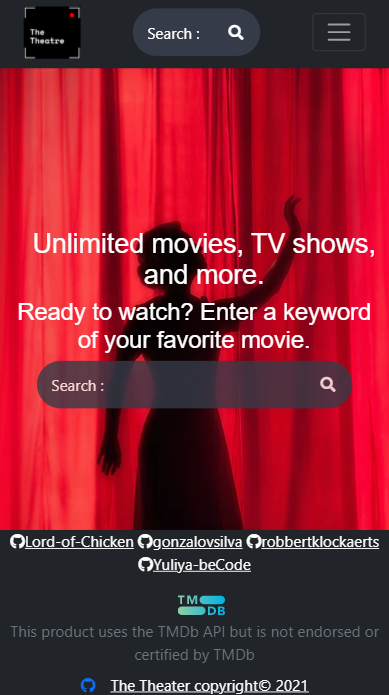 The
Theatre
Search :
Unlimited movies, TV shows,
and more.
Ready to watch? Enter a keyword
of your favorite movie.
Search :
Lord-of-Chicken gonzalovsilva robbertklockaerts
Yuliya-beCode
TM
DB
This product uses the TMDb API but is not endorsed or
certified by TMDb
The Theater copyright© 2021